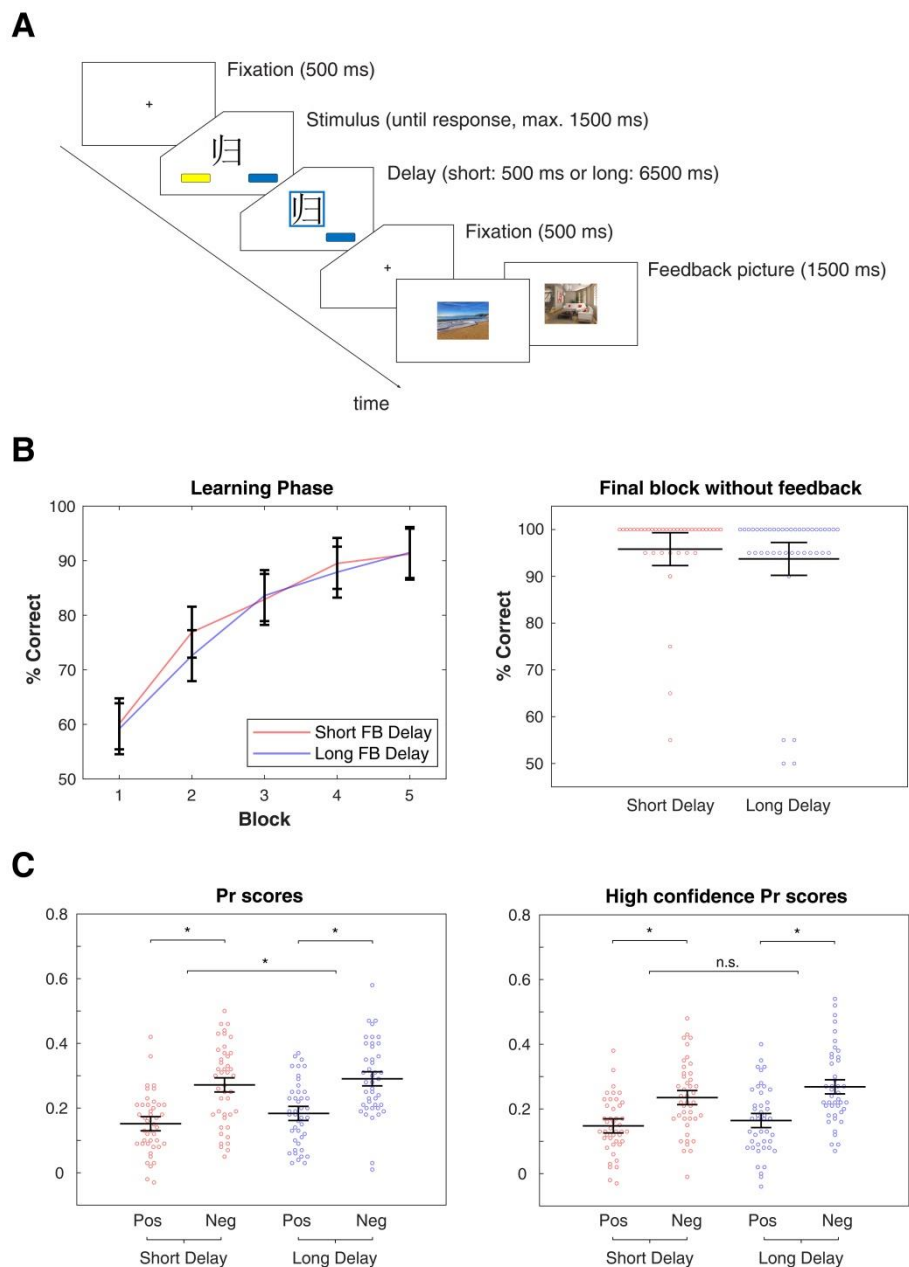 A
Fixation (500 ms)
+
Stimulus (until response, max. 1500 ms)
归
Delay (short: 500 ms or long: 6500 ms)
归
Fixation (500 ms)
+
Feedback picture (1500 ms)
time
B
Learning Phase
100
90
80
70
60
50
% Correct
Short FB Delay
Long FB Delay
1 2 3 4 5
Block
Final block without feedback
100
90
80
70
60
50
% Correct
Short Delay Long Delay
C
Pr scores
0.8
0.6
0.4
0.2
0
* *
*
Pos Neg Pos Neg
Short Delay Long Delay
High confidence Pr scores
0.8
0.6
0.4
0.2
0
* *
n.s.
Pos Neg Pos Neg
Short Delay Long Delay